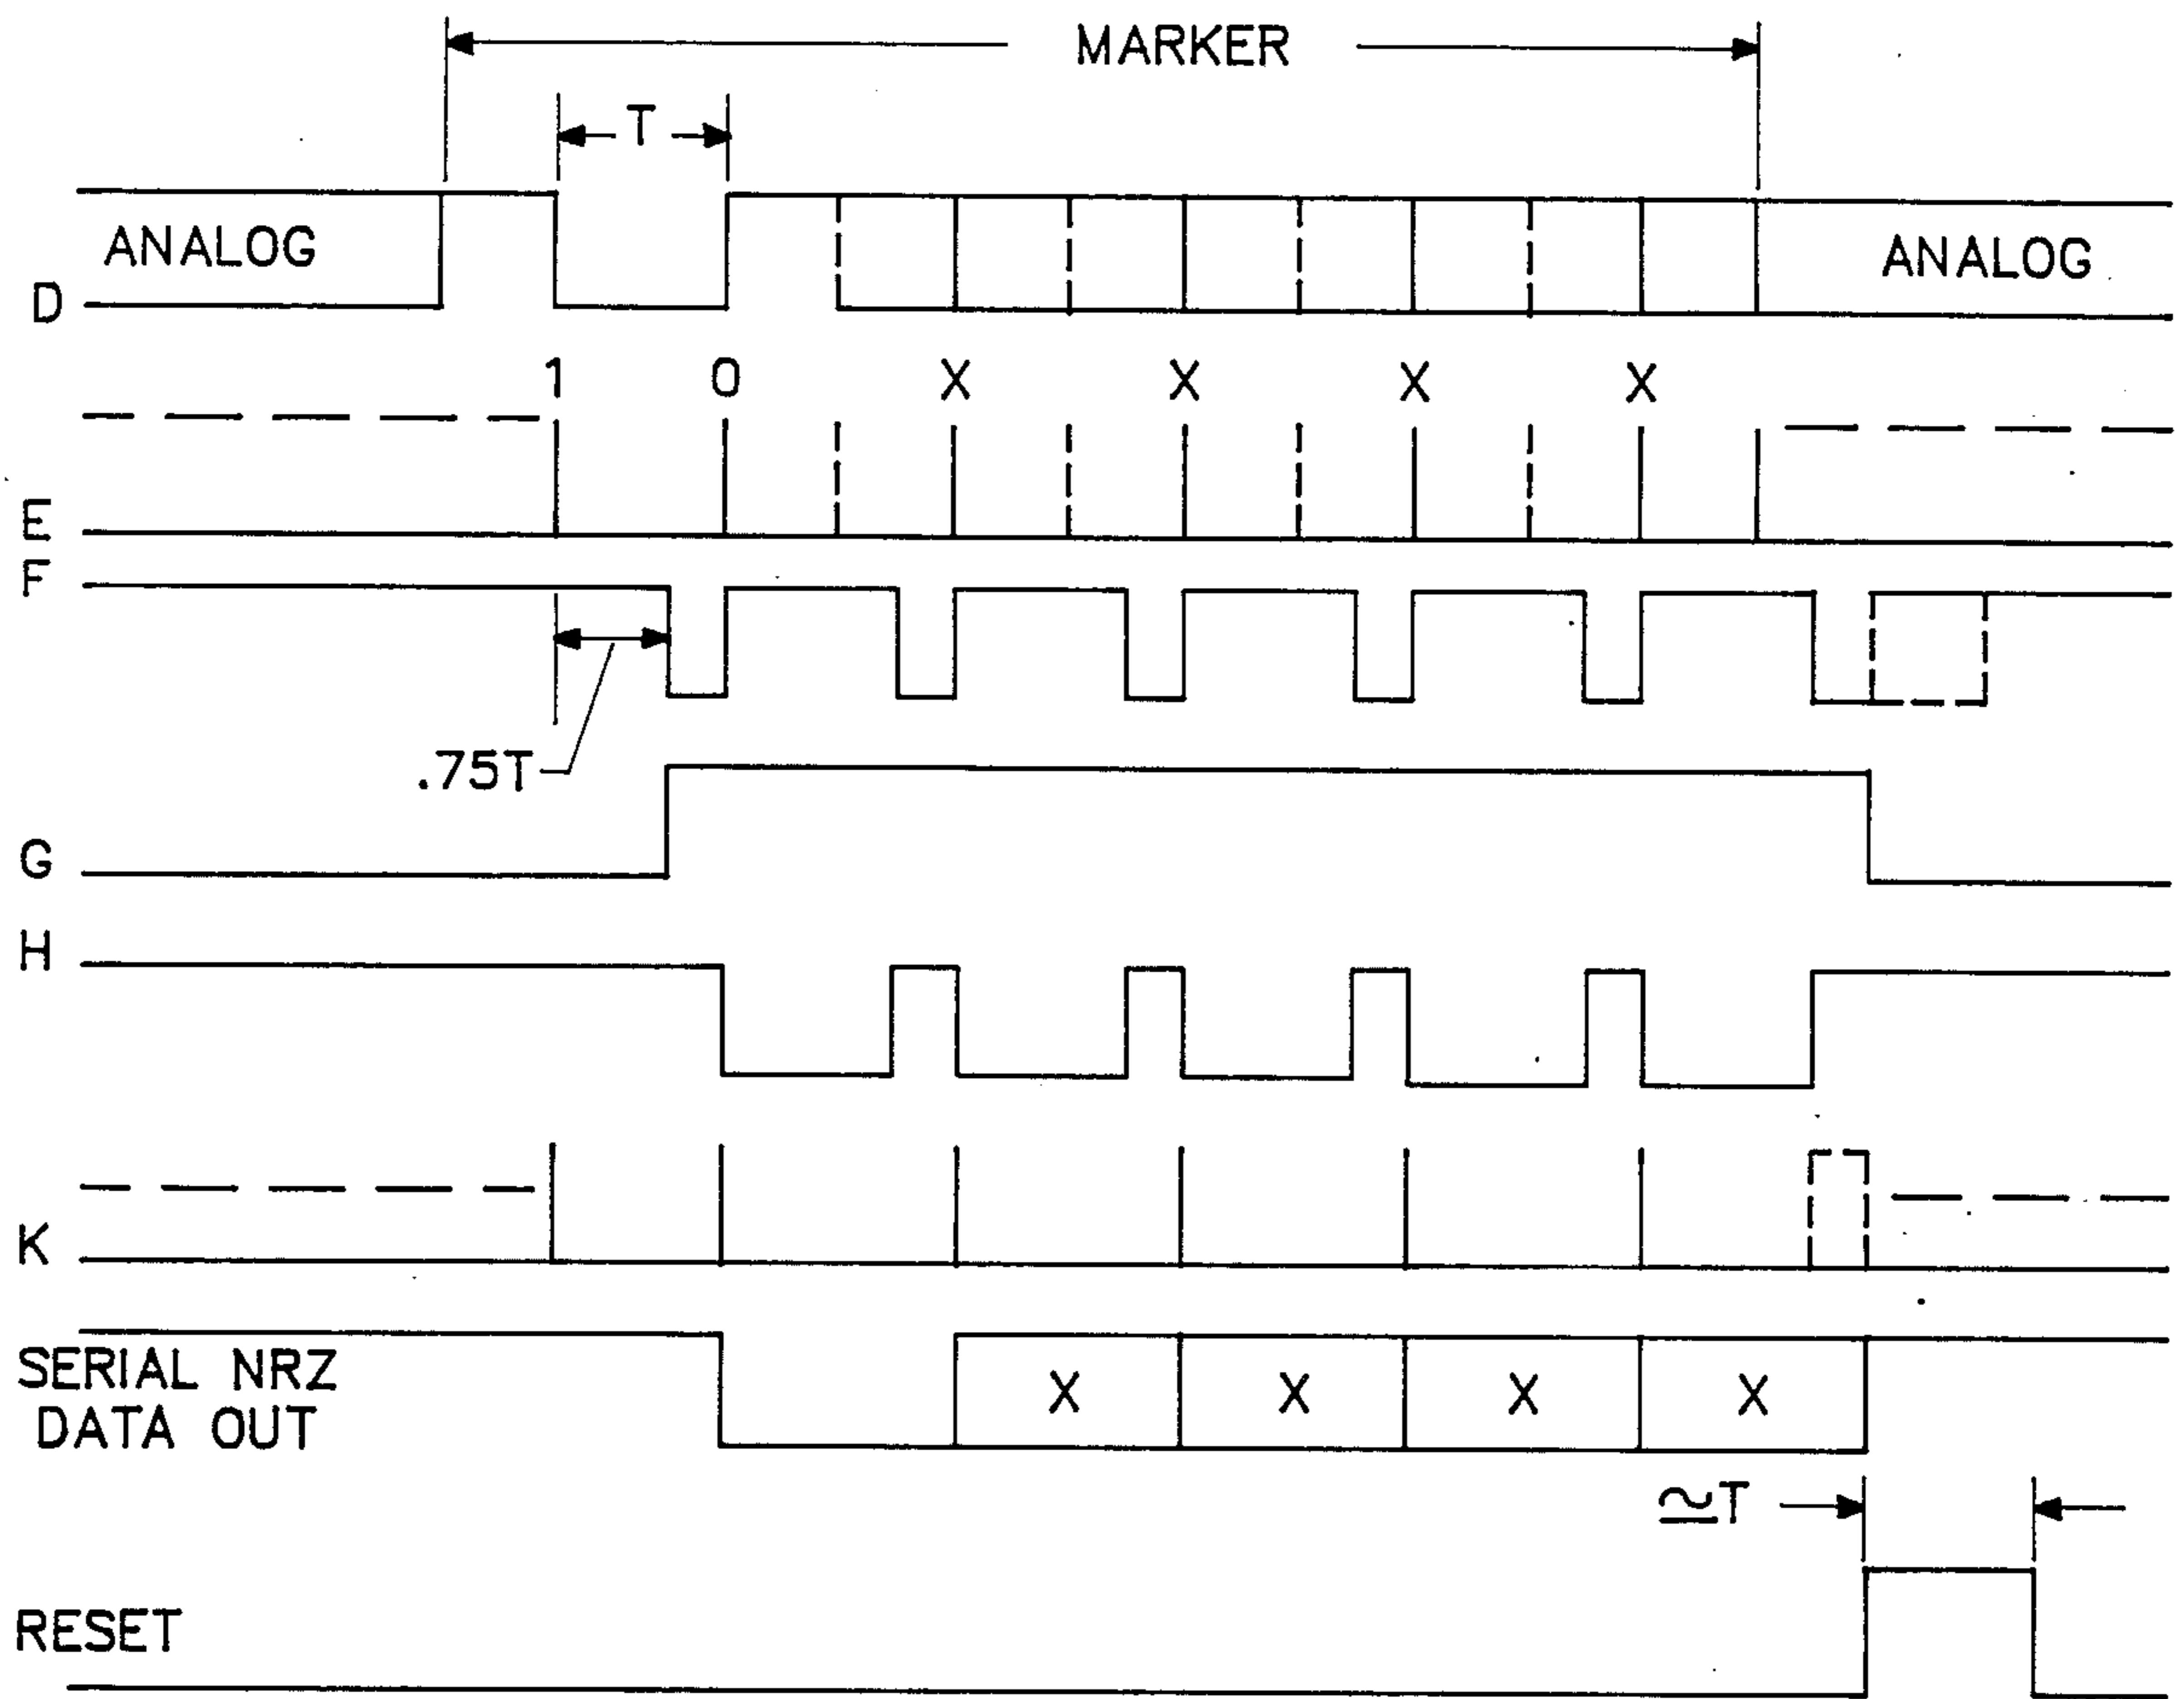 MARKER
T
ANALOG
ANALOG
D
1 0 X X X X
E
F
.75T
G
H
K
SERIAL NRZ
DATA OUT
X X X X
≃T
RESET